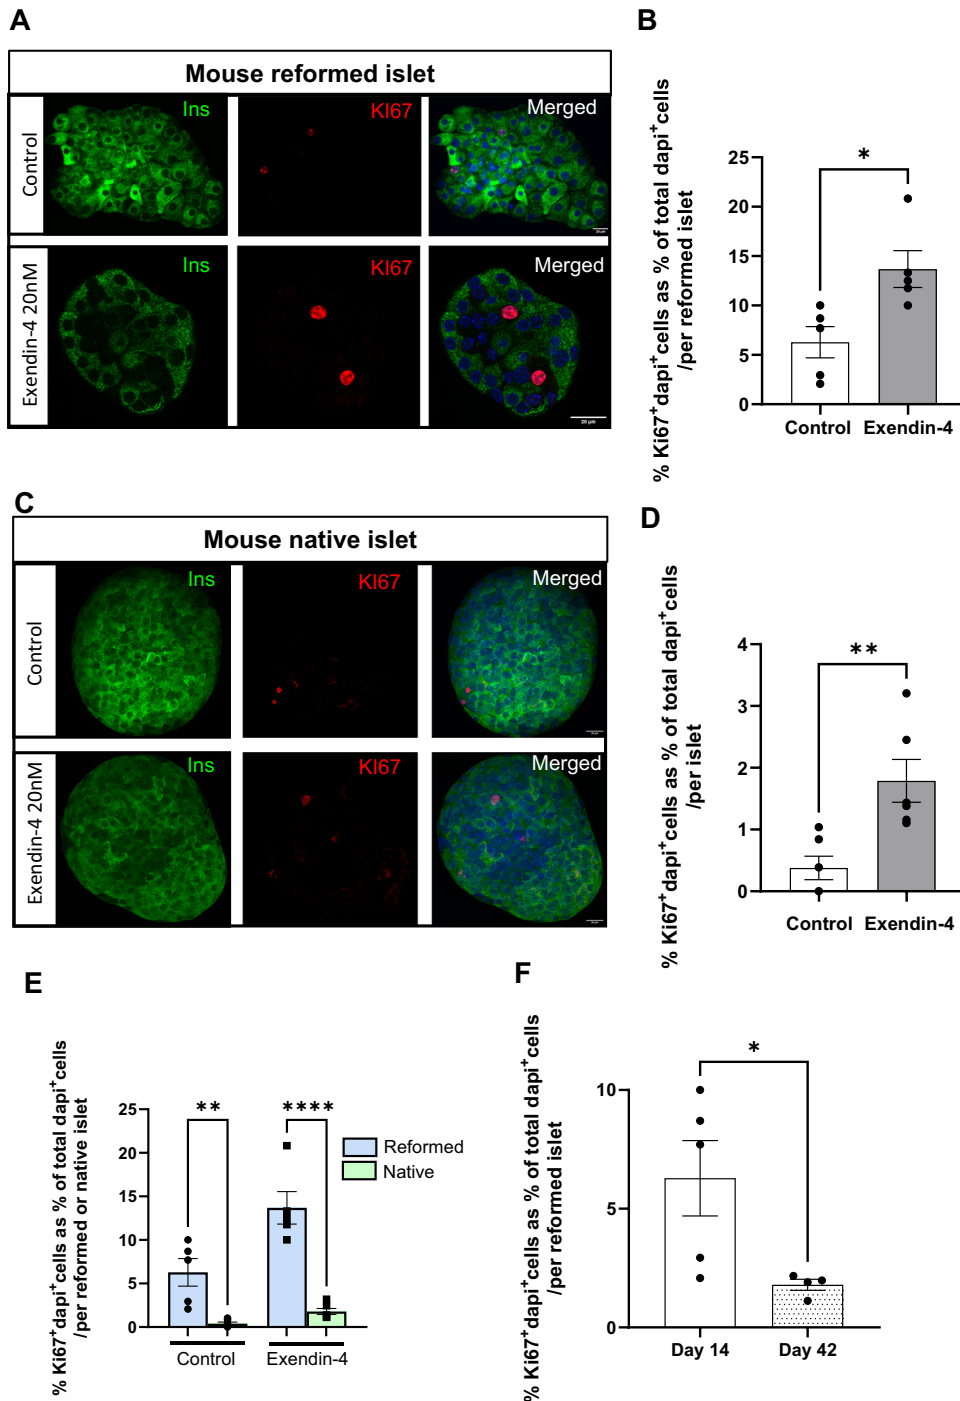 A
Mouse reformed islet
Control
Ins
KI67
Merged
Exendin-4 20nM
Ins
KI67
Merged
20 µm
B
% Ki67+dapi+cells as % of total dapi+cells
/per reformed islet
25
20
15
10
5
0
*
Control Exendin-4
C
Mouse native islet
Control
Ins
KI67
Merged
Exendin-4 20nM
Ins
KI67
Merged
D
% Ki67+dapi+cells as % of total dapi+cells
/per islet
4
3
2
1
0
**
Control Exendin-4
E
% Ki67+dapi+cells as % of total dapi+cells
/per reformed or native islet
25
20
15
10
5
0
**
****
Reformed
Native
Control Exendin-4
F
% Ki67+dapi+cells as % of total dapi+cells
/per reformed islet
10
5
0
*
Day 14 Day 42